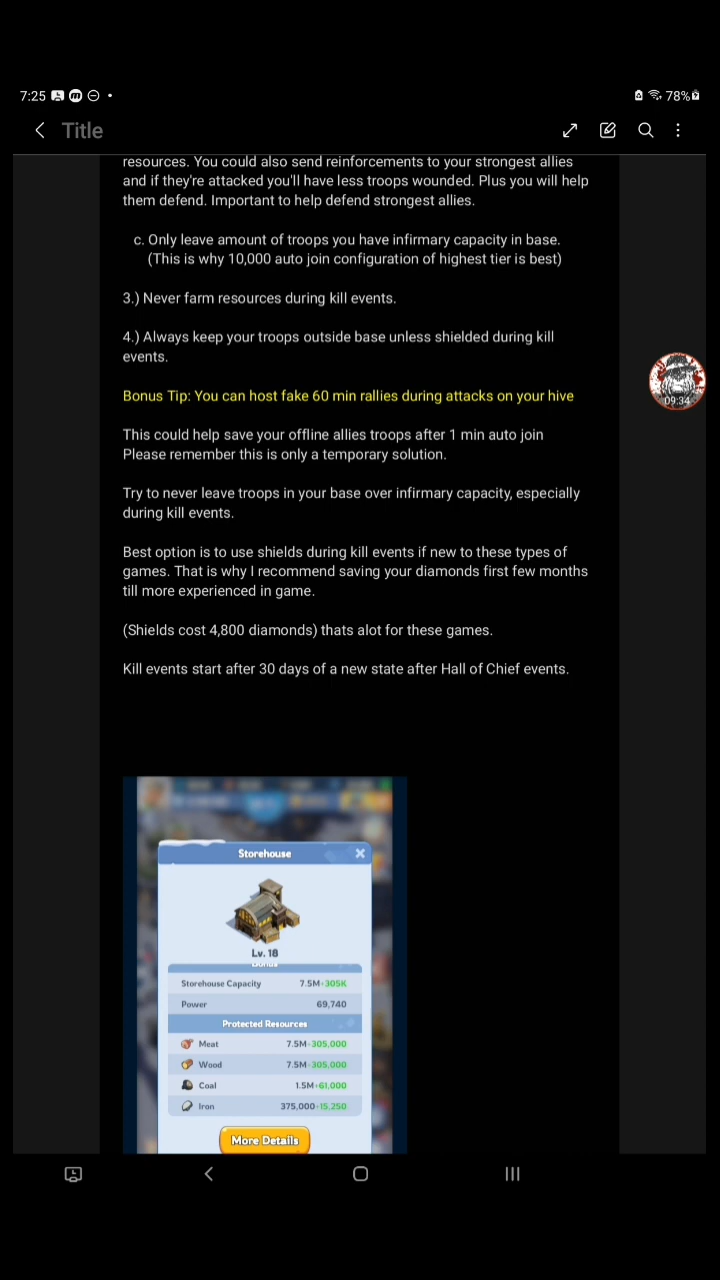 7:25
78%
Title
resources. You could also send reinforcements to your strongest allies
and if they're attacked you'll have less troops wounded. Plus you will help
them defend. Important to help defend strongest allies.
c. Only leave amount of troops you have infirmary capacity in base.
(This is why 10,000 auto join configuration of highest tier is best)
3.) Never farm resources during kill events.
4.) Always keep your troops outside base unless shielded during kill
events.
09:34
Bonus Tip: You can host fake 60 min rallies during attacks on your hive
This could help save your offline allies troops after 1 min auto join
Please remember this is only a temporary solution.
Try to never leave troops in your base over infirmary capacity, especially
during kill events.
Best option is to use shields during kill events if new to these types of
games. That is why I recommend saving your diamonds first few months
till more experienced in game.
(Shields cost 4,800 diamonds) thats alot for these games.
Kill events start after 30 days of a new state after Hall of Chief events.
Storehouse
Lv. 18
Bonus
Storehouse Capacity 7.5M+305K
Power 69,740
Protected Resources
Meat 7.5M+305,000
Wood 7.5M+305,000
Coal 1.5M+61,000
Iron 375,000+15,250
More Details